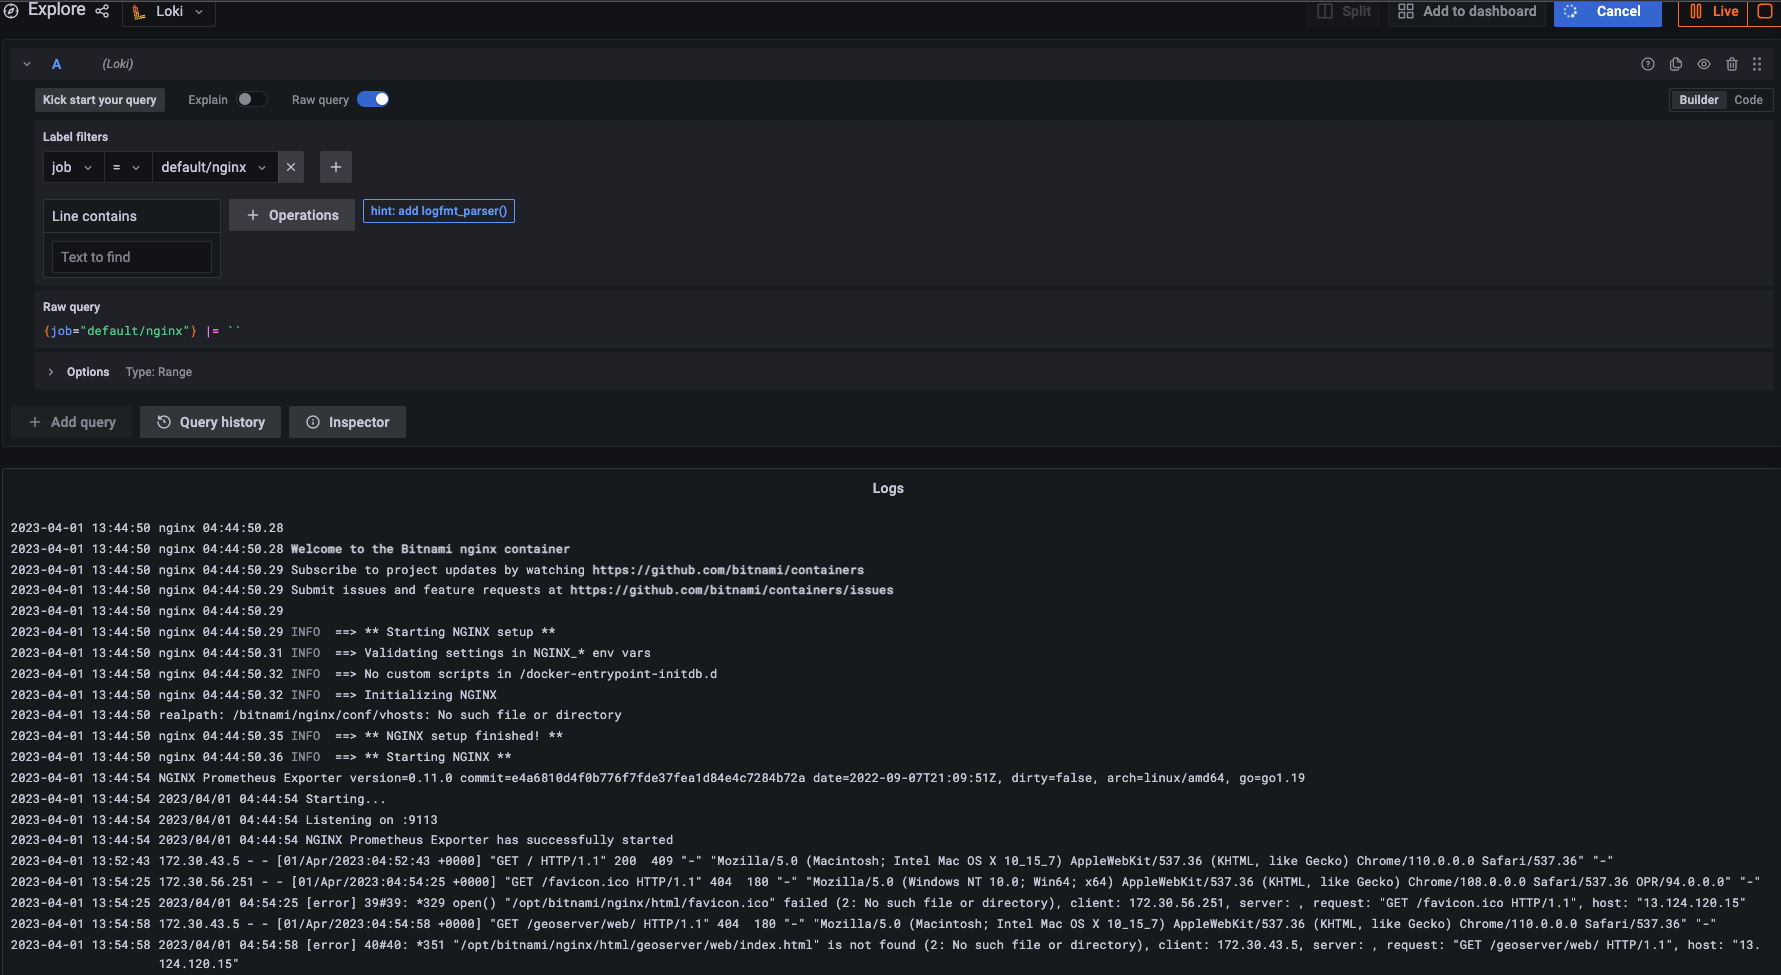 Explore Loki Split Add to dashboard Cancel Live
A (Loki)
Kick start your query Explain Raw query Builder Code
Label filters
job = default/nginx × +
Line contains + Operations hint: add logfmt_parser()
Text to find
Raw query
{job="default/nginx"} |= ``
> Options Type: Range
+ Add query Query history Inspector
Logs
2023-04-01 13:44:50 nginx 04:44:50.28
2023-04-01 13:44:50 nginx 04:44:50.28 Welcome to the Bitnami nginx container
2023-04-01 13:44:50 nginx 04:44:50.29 Subscribe to project updates by watching https://github.com/bitnami/containers
2023-04-01 13:44:50 nginx 04:44:50.29 Submit issues and feature requests at https://github.com/bitnami/containers/issues
2023-04-01 13:44:50 nginx 04:44:50.29
2023-04-01 13:44:50 nginx 04:44:50.29 INFO  ==> ** Starting NGINX setup **
2023-04-01 13:44:50 nginx 04:44:50.31 INFO  ==> Validating settings in NGINX_* env vars
2023-04-01 13:44:50 nginx 04:44:50.32 INFO  ==> No custom scripts in /docker-entrypoint-initdb.d
2023-04-01 13:44:50 nginx 04:44:50.32 INFO  ==> Initializing NGINX
2023-04-01 13:44:50 realpath: /bitnami/nginx/conf/vhosts: No such file or directory
2023-04-01 13:44:50 nginx 04:44:50.35 INFO  ==> ** NGINX setup finished! **
2023-04-01 13:44:50 nginx 04:44:50.36 INFO  ==> ** Starting NGINX **
2023-04-01 13:44:54 NGINX Prometheus Exporter version=0.11.0 commit=e4a6810d4f0b776f7fde37fea1d84e4c7284b72a date=2022-09-07T21:09:51Z, dirty=false, arch=linux/amd64, go=go1.19
2023-04-01 13:44:54 2023/04/01 04:44:54 Starting...
2023-04-01 13:44:54 2023/04/01 04:44:54 Listening on :9113
2023-04-01 13:44:54 2023/04/01 04:44:54 NGINX Prometheus Exporter has successfully started
2023-04-01 13:52:43 172.30.43.5 - - [01/Apr/2023:04:52:43 +0000] "GET / HTTP/1.1" 200  409 "-" "Mozilla/5.0 (Macintosh; Intel Mac OS X 10_15_7) AppleWebKit/537.36 (KHTML, like Gecko) Chrome/110.0.0.0 Safari/537.36" "-"
2023-04-01 13:54:25 172.30.56.251 - - [01/Apr/2023:04:54:25 +0000] "GET /favicon.ico HTTP/1.1" 404  180 "-" "Mozilla/5.0 (Windows NT 10.0; Win64; x64) AppleWebKit/537.36 (KHTML, like Gecko) Chrome/108.0.0.0 Safari/537.36 OPR/94.0.0.0" "-"
2023-04-01 13:54:25 2023/04/01 04:54:25 [error] 39#39: *329 open() "/opt/bitnami/nginx/html/favicon.ico" failed (2: No such file or directory), client: 172.30.56.251, server: , request: "GET /favicon.ico HTTP/1.1", host: "13.124.120.15"
2023-04-01 13:54:58 172.30.43.5 - - [01/Apr/2023:04:54:58 +0000] "GET /geoserver/web/ HTTP/1.1" 404  180 "-" "Mozilla/5.0 (Macintosh; Intel Mac OS X 10_15_7) AppleWebKit/537.36 (KHTML, like Gecko) Chrome/110.0.0.0 Safari/537.36" "-"
2023-04-01 13:54:58 2023/04/01 04:54:58 [error] 40#40: *351 "/opt/bitnami/nginx/html/geoserver/web/index.html" is not found (2: No such file or directory), client: 172.30.43.5, server: , request: "GET /geoserver/web/ HTTP/1.1", host: "13.
124.120.15"